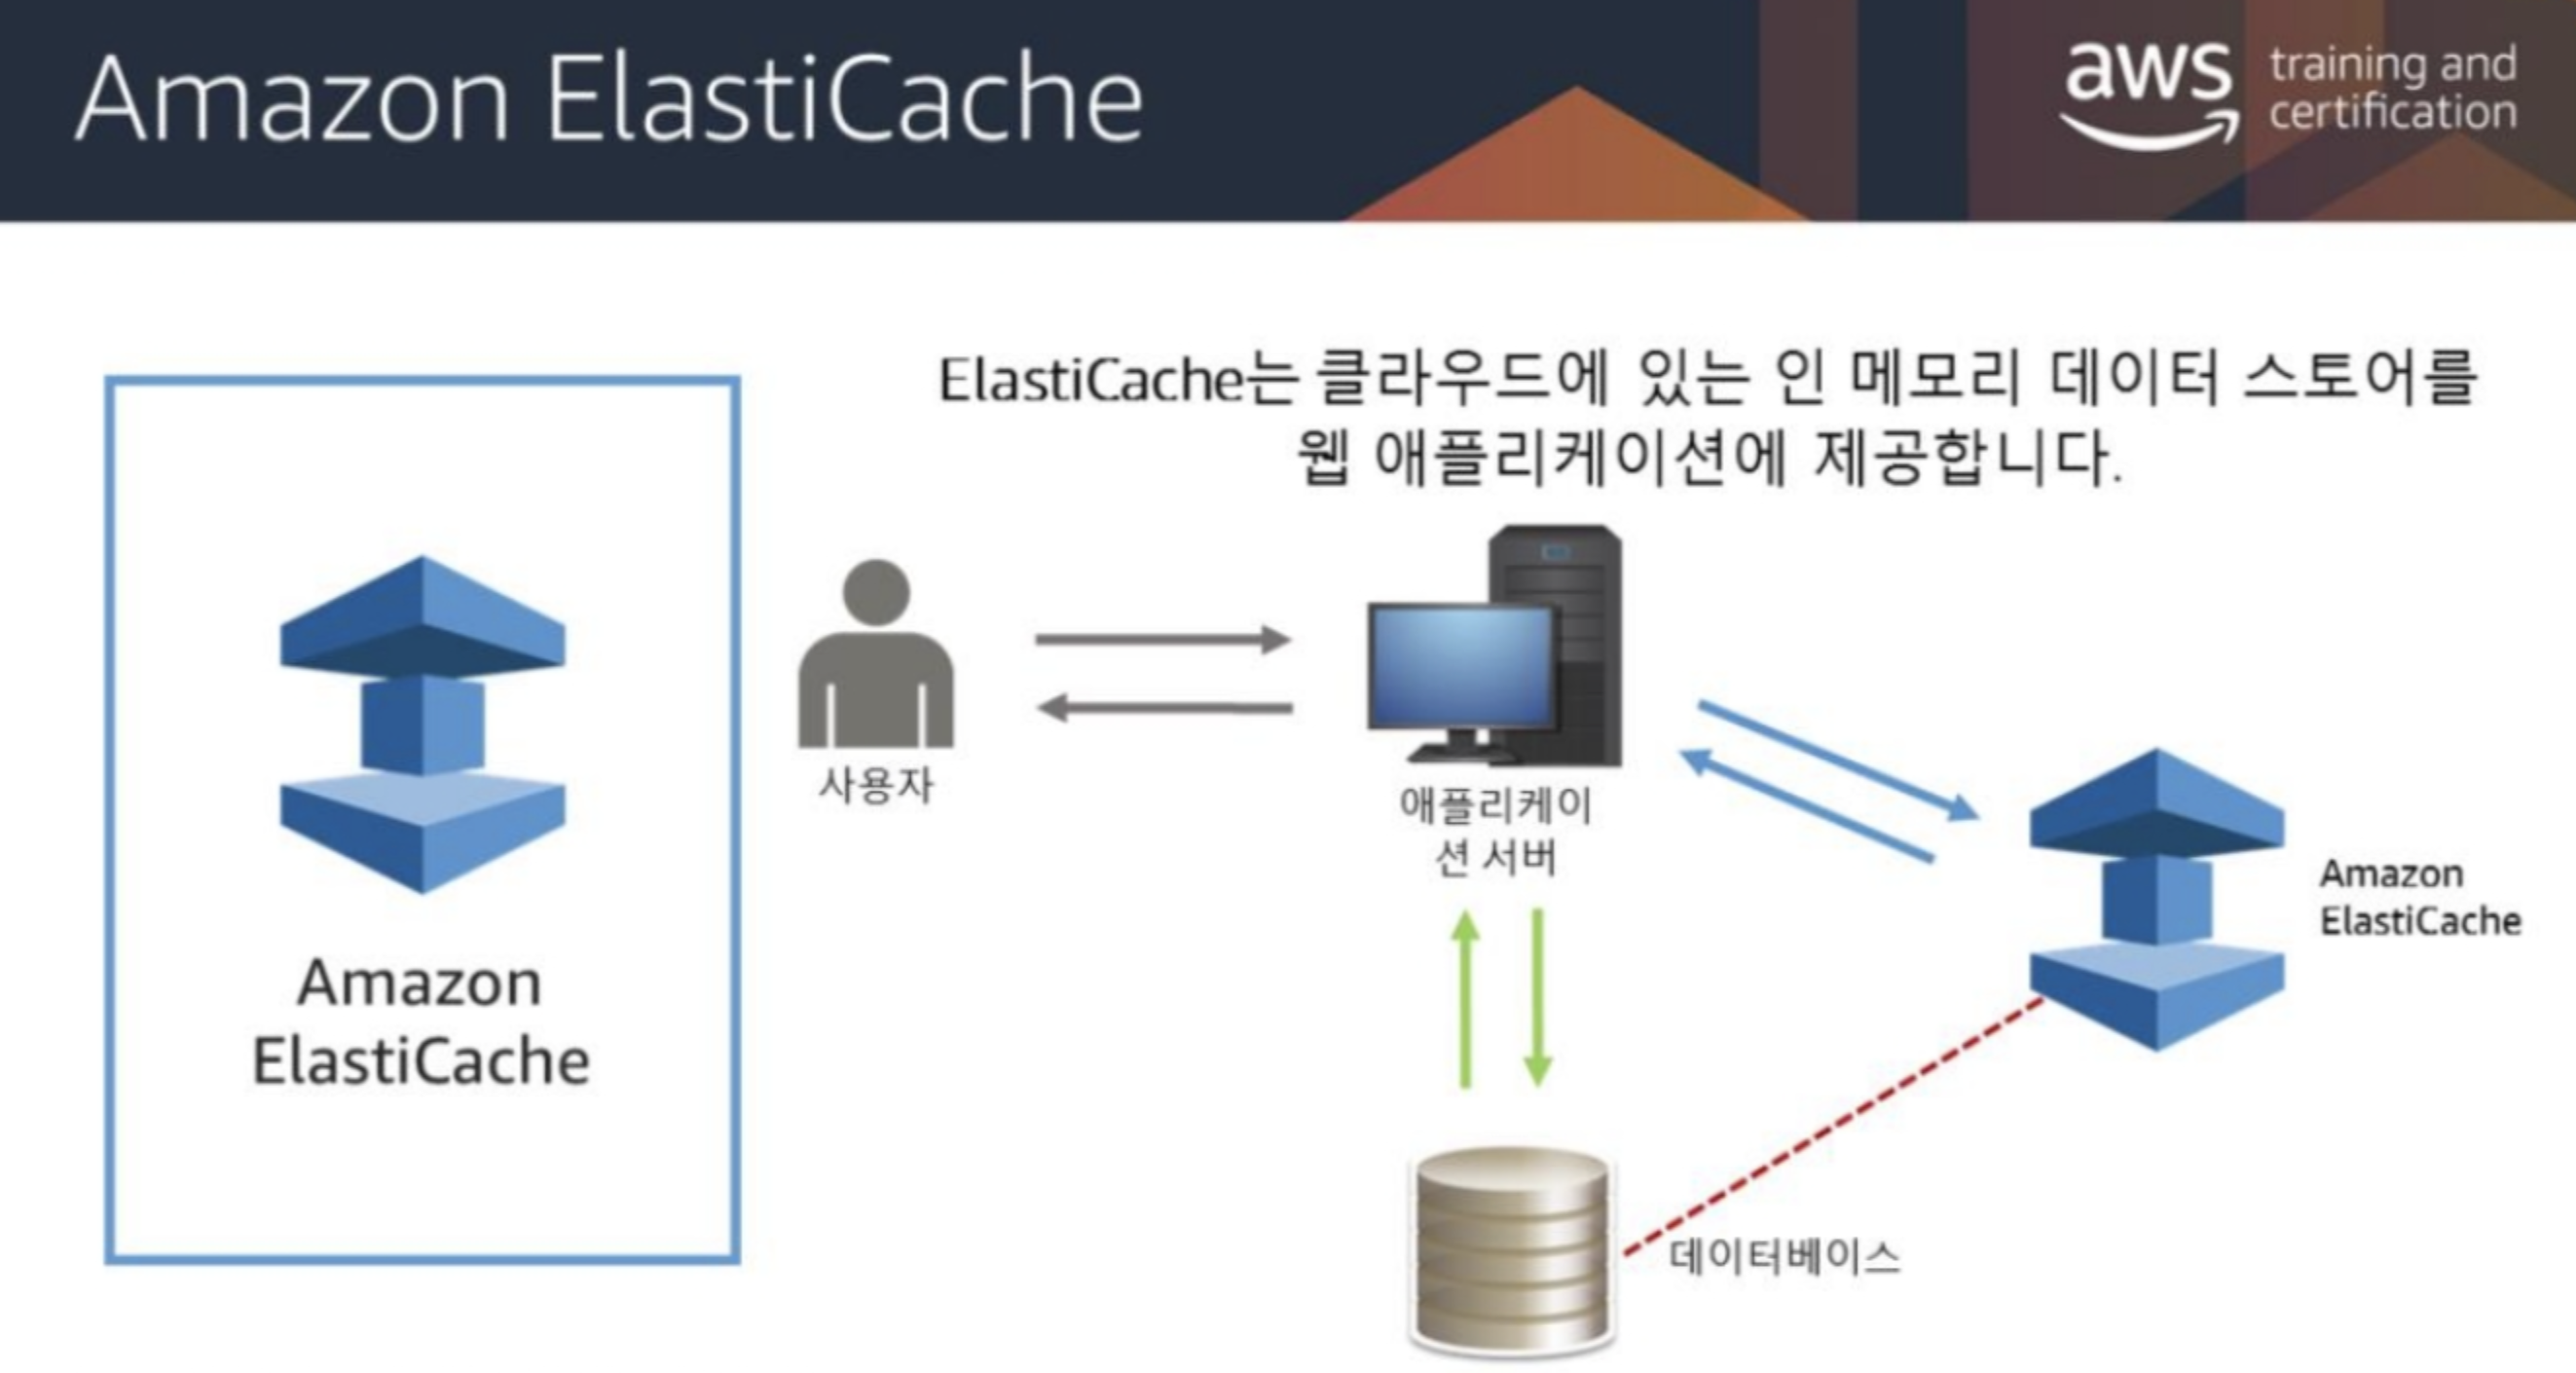 Amazon ElastiCache
aws
training and
certification
ElastiCache는 클라우드에 있는 인 메모리 데이터 스토어를
웹 애플리케이션에 제공합니다.
Amazon
ElastiCache
사용자
애플리케이
션 서버
Amazon
ElastiCache
데이터베이스